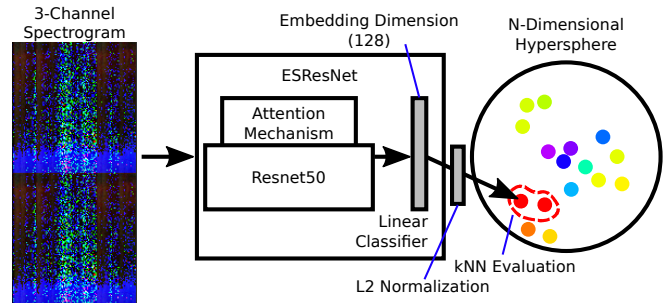 3-Channel
Spectrogram
Embedding Dimension
(128)
N-Dimensional
Hypersphere
ESResNet
Attention
Mechanism
Resnet50
Linear
Classifier
L2 Normalization
kNN Evaluation